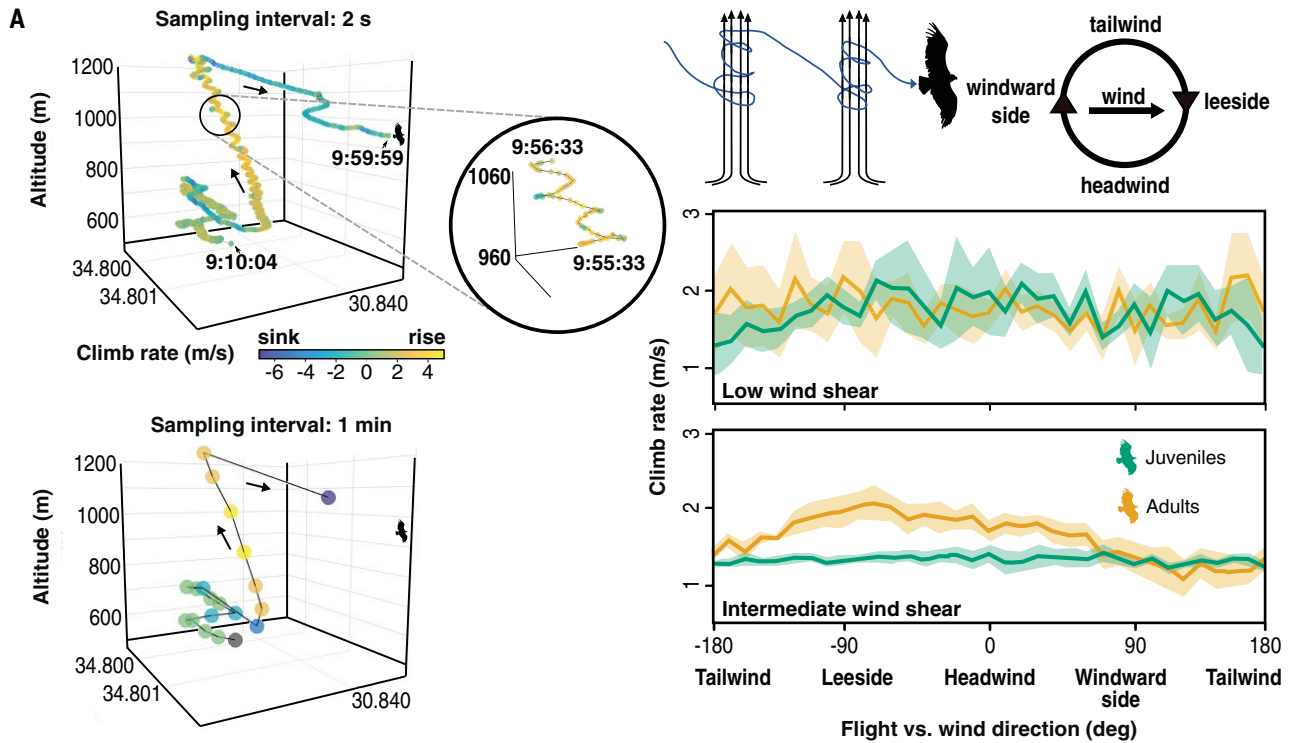 A
Sampling interval: 2 s
1200
1000
800
600
Altitude (m)
34.800
34.801
30.840
9:59:59
9:10:04
9:56:33
1060
960
9:55:33
sink rise
Climb rate (m/s)
-6 -4 -2 0 2 4
Sampling interval: 1 min
1200
1000
800
600
Altitude (m)
34.800
34.801
30.840
tailwind
windward
side
wind
leeside
headwind
3
2
1
Low wind shear
Climb rate (m/s)
3
2
1
Juveniles
Adults
Intermediate wind shear
-180 -90 0 90 180
Tailwind Leeside Headwind Windward side Tailwind
Flight vs. wind direction (deg)